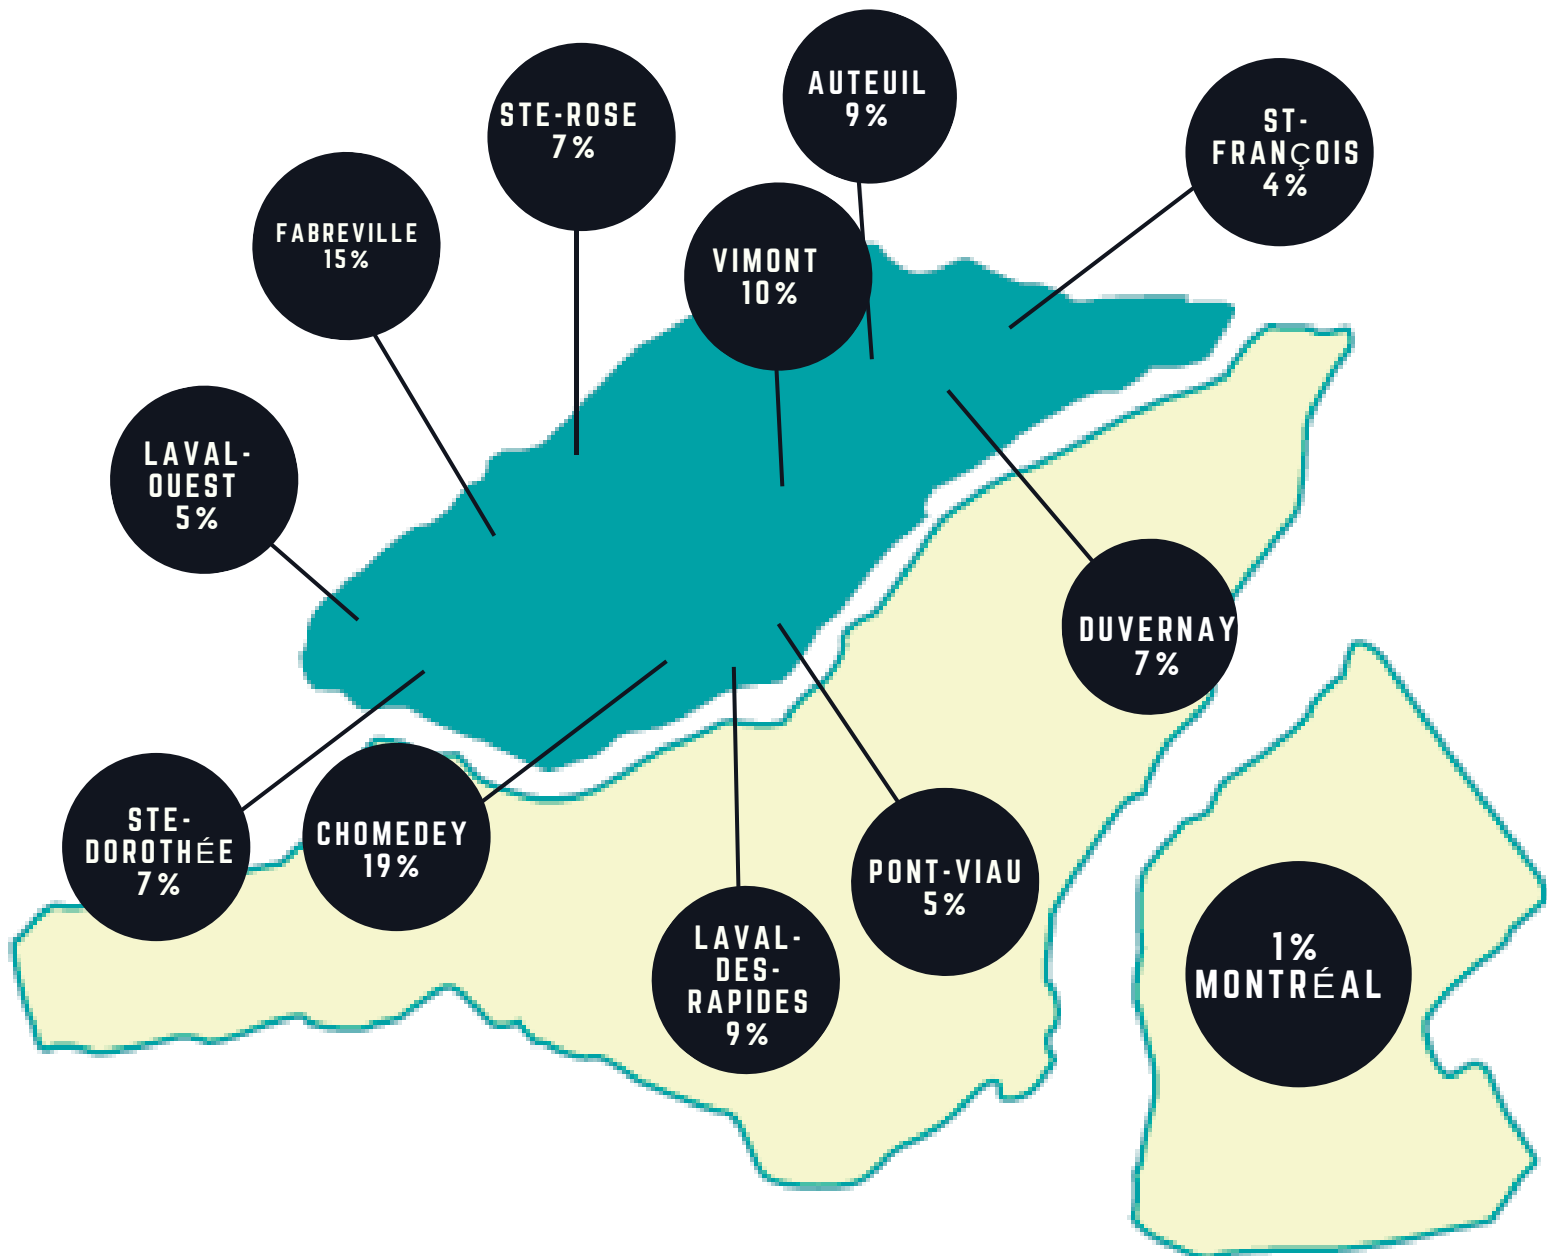 AUTEUIL
9%
STE-ROSE
7%
ST-
FRANÇOIS
4%
FABREVILLE
15%
VIMONT
10%
LAVAL-
OUEST
5%
DUVERNAY
7%
STE-
DOROTHÉE
7%
CHOMEDEY
19%
PONT-VIAU
5%
LAVAL-
DES-
RAPIDES
9%
1%
MONTRÉAL